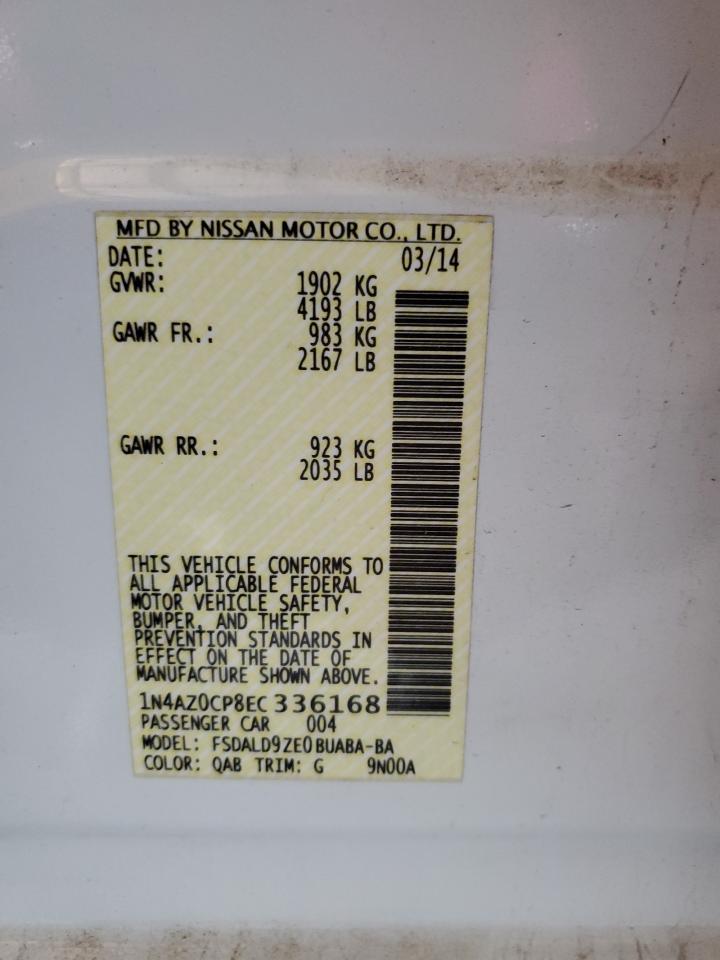 MFD BY NISSAN MOTOR CO., LTD.
DATE: 03/14
GVWR: 1902 KG
4193 LB
GAWR FR.: 983 KG
2167 LB
GAWR RR.: 923 KG
2035 LB
THIS VEHICLE CONFORMS TO
ALL APPLICABLE FEDERAL
MOTOR VEHICLE SAFETY,
BUMPER, AND THEFT
PREVENTION STANDARDS IN
EFFECT ON THE DATE OF
MANUFACTURE SHOWN ABOVE.
1N4AZ0CP8EC336168
PASSENGER CAR 004
MODEL: FSDALD9ZE0BUABA-BA
COLOR: QAB TRIM: G 9N00A